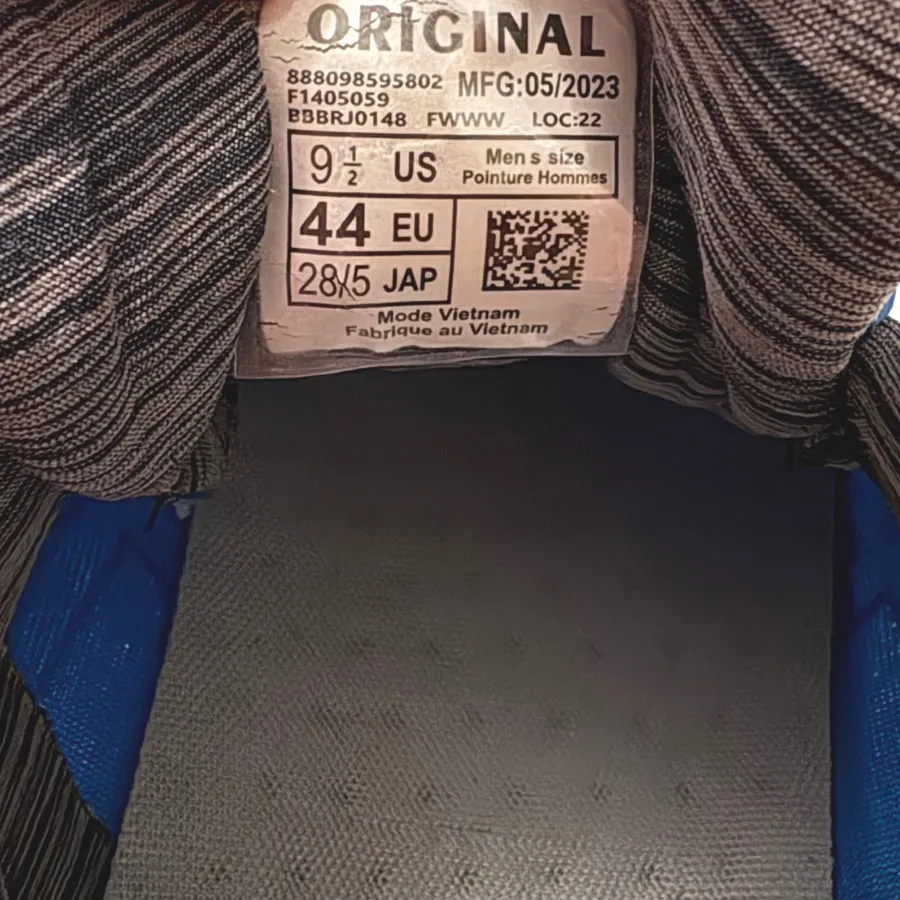 ORIGINAL
888098595802 MFG:05/2023
F1405059
BBBRJ0148 FWWW LOC:22
9 1/2 US Men s size
Pointure Hommes
44 EU
28/5 JAP
Mode Vietnam
Fabrique au Vietnam